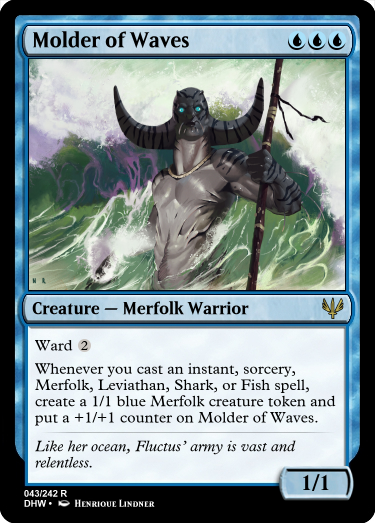 Molder of Waves
Creature — Merfolk Warrior
Ward 2
Whenever you cast an instant, sorcery,
Merfolk, Leviathan, Shark, or Fish spell,
create a 1/1 blue Merfolk creature token and
put a +1/+1 counter on Molder of Waves.
Like her ocean, Fluctus’ army is vast and
relentless.
1/1
043/242 R
DHW • Henrique Lindner